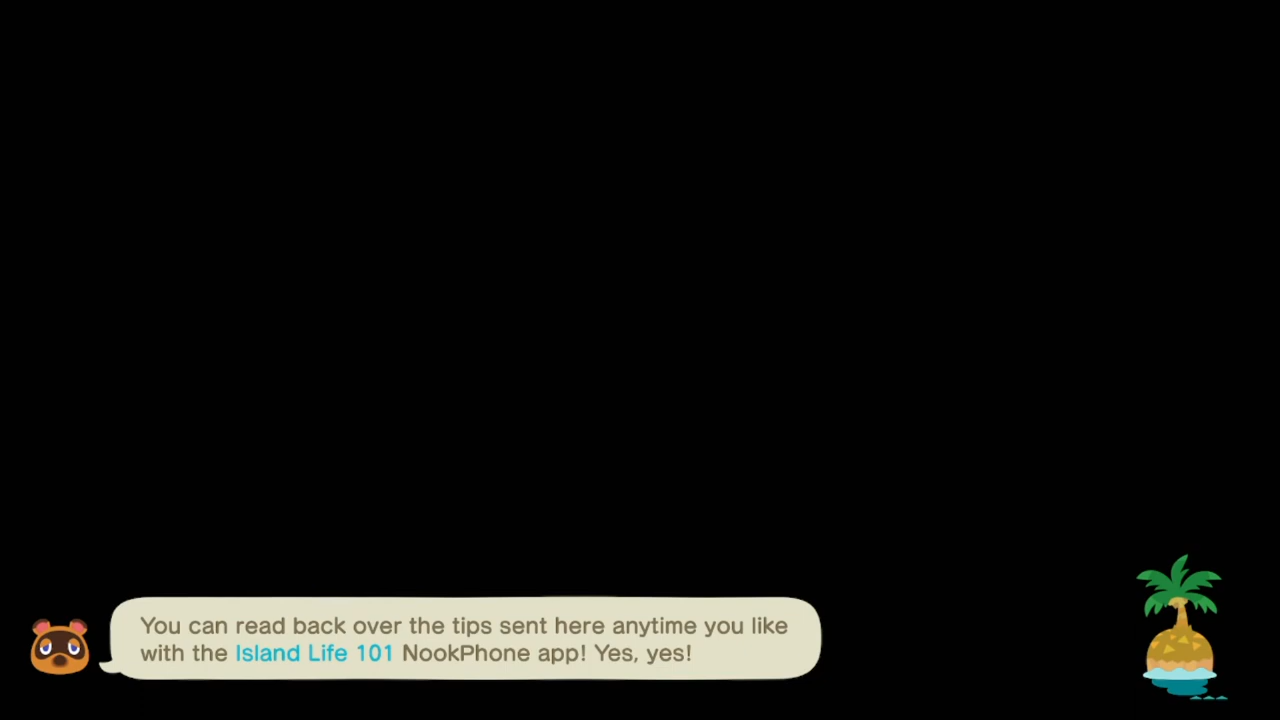 You can read back over the tips sent here anytime you like
with the Island Life 101 NookPhone app! Yes, yes!